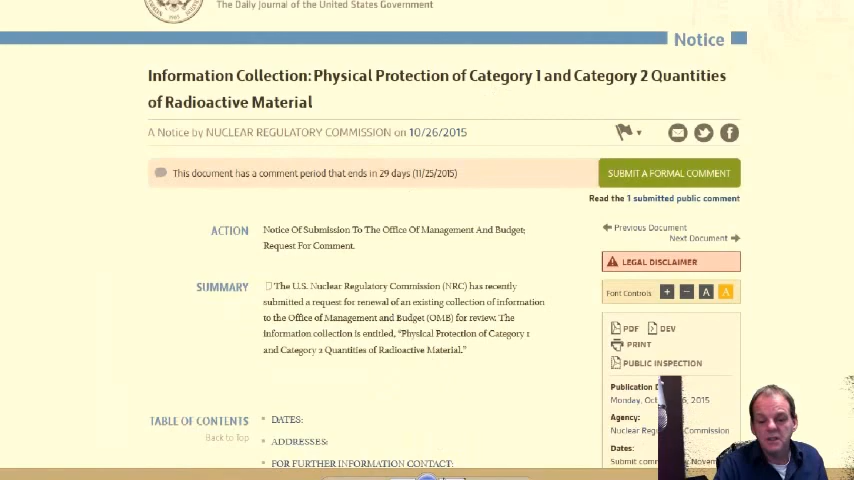 The Daily Journal of the United States Government
Notice
Information Collection: Physical Protection of Category 1 and Category 2 Quantities
of Radioactive Material
A Notice by NUCLEAR REGULATORY COMMISSION on 10/26/2015
This document has a comment period that ends in 29 days (11/25/2015)
SUBMIT A FORMAL COMMENT
Read the 1 submitted public comment
ACTION
Notice Of Submission To The Office Of Management And Budget;
Request For Comment.
Previous Document
Next Document
LEGAL DISCLAIMER
Font Controls: + − A A
SUMMARY
The U.S. Nuclear Regulatory Commission (NRC) has recently
submitted a request for renewal of an existing collection of information
to the Office of Management and Budget (OMB) for review. The
information collection is entitled, “Physical Protection of Category 1
and Category 2 Quantities of Radioactive Material.”
PDF DEV
PRINT
PUBLIC INSPECTION
Publication
Monday, 2015
Agency:
Nuclear Commission
Dates:
Submit
TABLE OF CONTENTS
Back to Top
DATES:
ADDRESSES:
FOR FURTHER INFORMATION CONTACT: